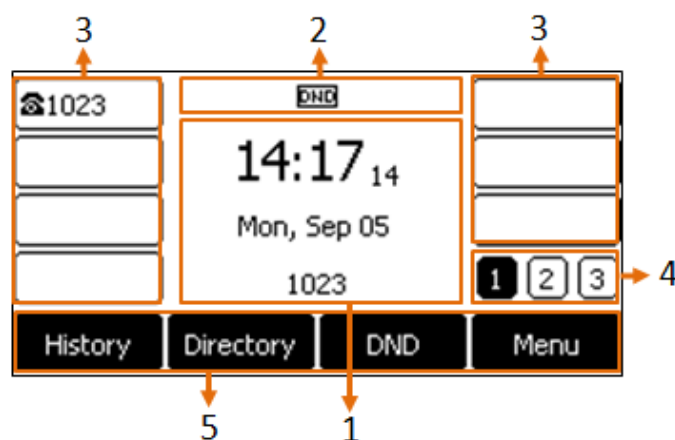 3 2 3
☎1023
DND
14:17 14
Mon, Sep 05
1023
1 2 3
4
History Directory DND Menu
5 1